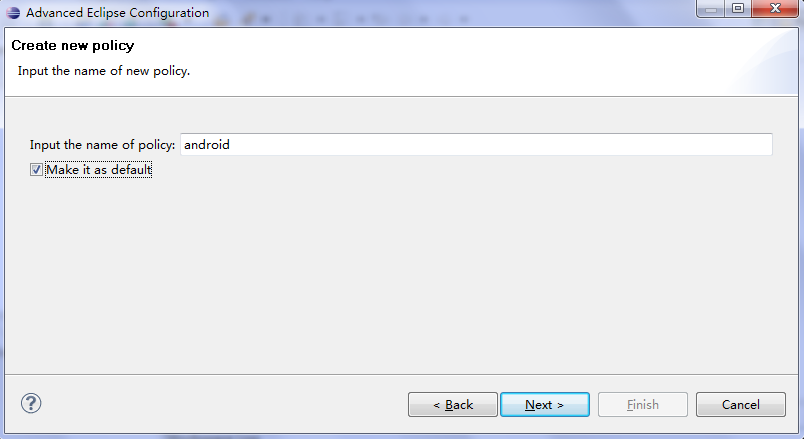 Advanced Eclipse Configuration
Create new policy
Input the name of new policy.
Input the name of policy: android
Make it as default
?
< Back Next > Finish Cancel